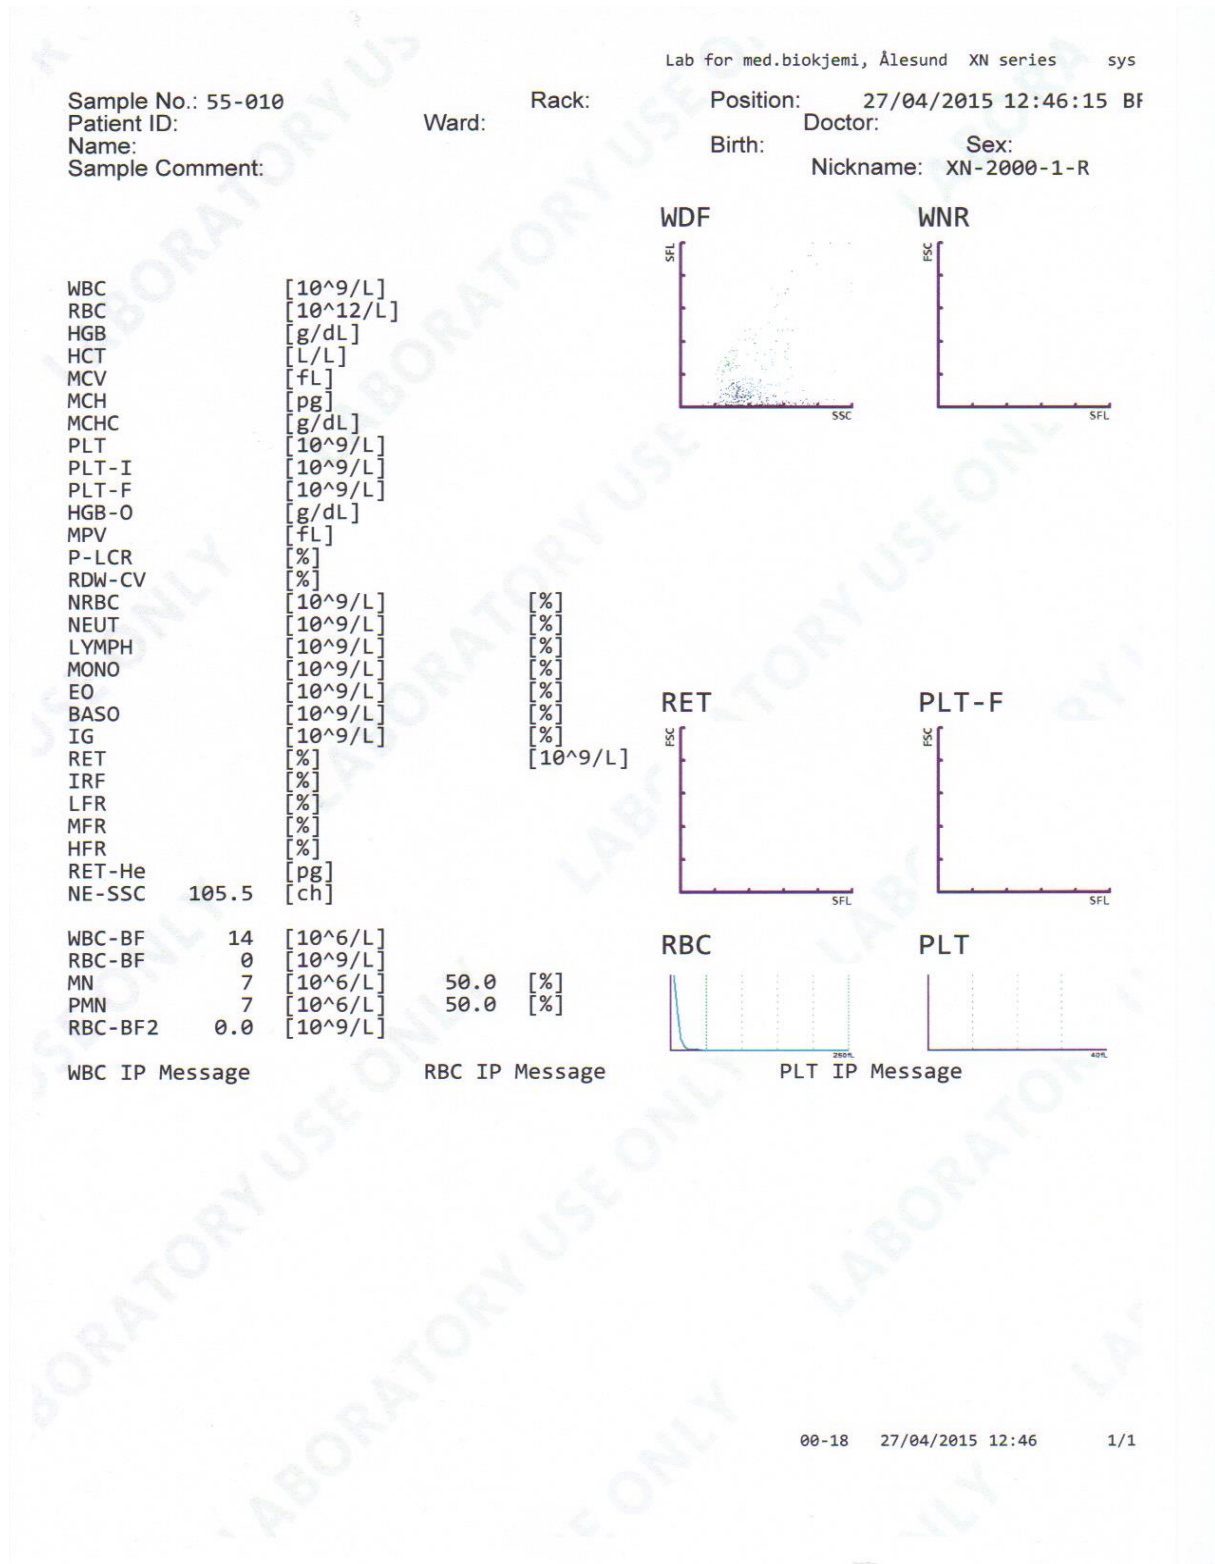 Lab for med.biokjemi, Ålesund XN series sys
Sample No.: 55-010 Rack: Position: 27/04/2015 12:46:15 BF
Patient ID: Ward: Doctor:
Name: Birth: Sex:
Sample Comment: Nickname: XN-2000-1-R
WDF WNR
SFL FSC
WBC [10^9/L]
RBC [10^12/L]
HGB [g/dL]
HCT [L/L]
MCV [fL]
MCH [pg]
MCHC [g/dL]
SSC SFL
PLT [10^9/L]
PLT-I [10^9/L]
PLT-F [10^9/L]
HGB-O [g/dL]
MPV [fL]
P-LCR [%]
RDW-CV [%]
NRBC [10^9/L] [%]
NEUT [10^9/L] [%]
LYMPH [10^9/L] [%]
MONO [10^9/L] [%]
EO [10^9/L] [%]
RET PLT-F
BASO [10^9/L] [%]
IG [10^9/L] [%]
FSC FSC
RET [%] [10^9/L]
IRF [%]
LFR [%]
MFR [%]
HFR [%]
RET-He [pg]
NE-SSC 105.5 [ch]
SFL SFL
WBC-BF 14 [10^6/L]
RBC PLT
RBC-BF 0 [10^9/L]
MN 7 [10^6/L] 50.0 [%]
PMN 7 [10^6/L] 50.0 [%]
RBC-BF2 0.0 [10^9/L]
250fL 40fL
WBC IP Message RBC IP Message PLT IP Message
00-18 27/04/2015 12:46 1/1
LABORATORY USE ONLY